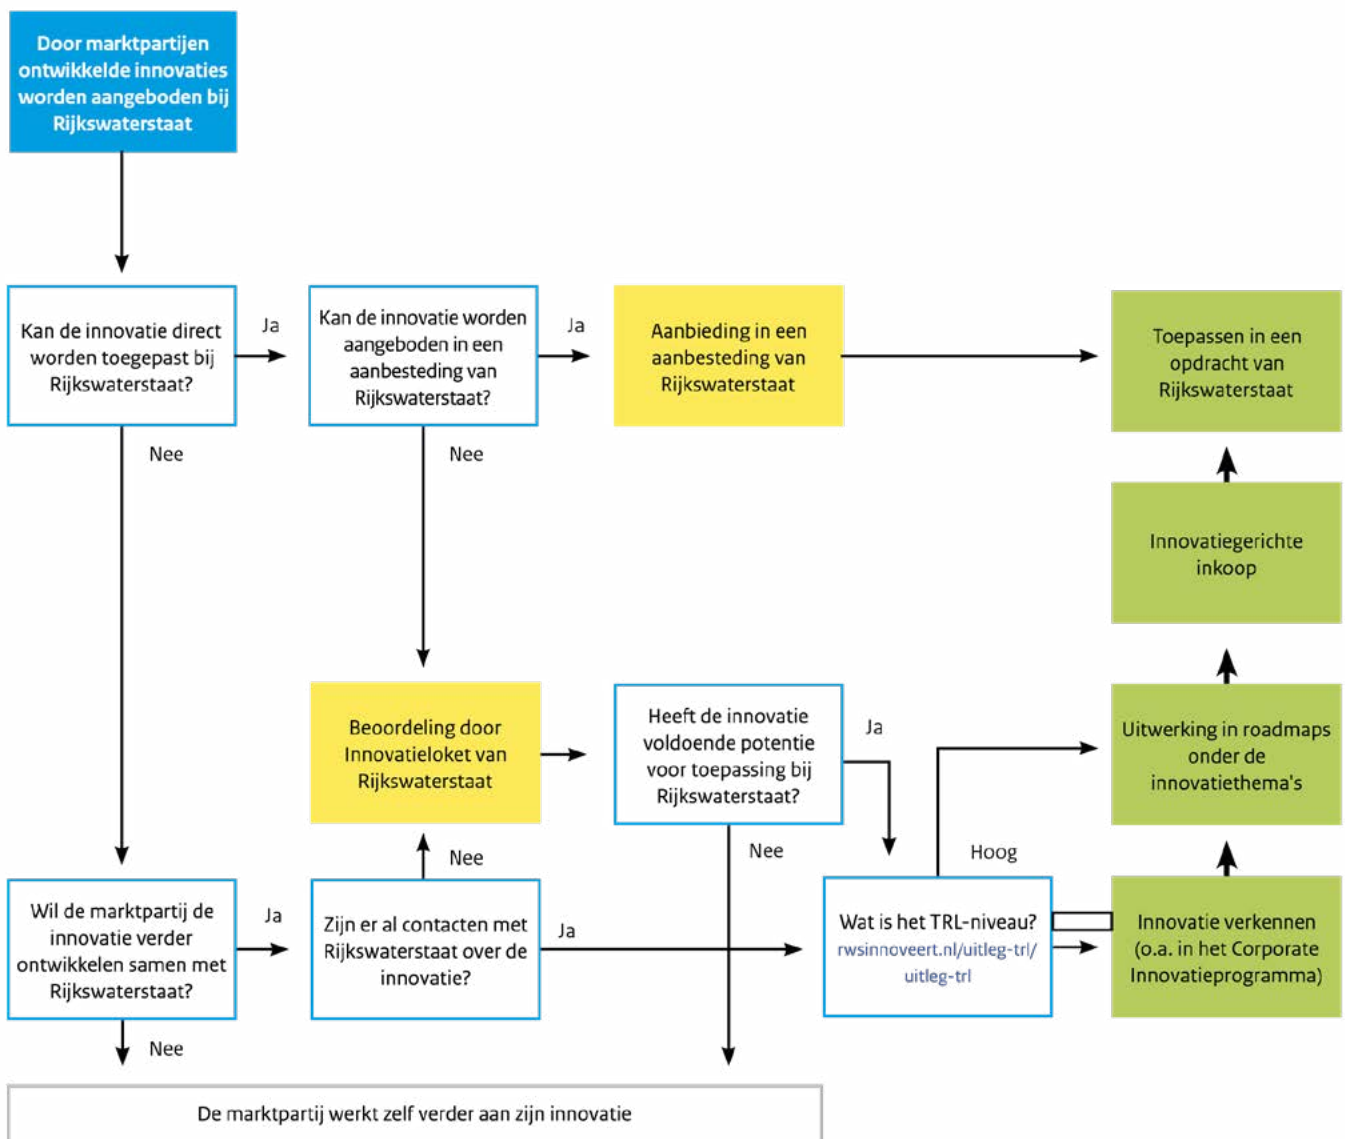 Door marktpartijen
ontwikkelde innovaties
worden aangeboden bij
Rijkswaterstaat
Kan de innovatie direct
worden toegepast bij
Rijkswaterstaat?
Ja
Kan de innovatie worden
aangeboden in een
aanbesteding van
Rijkswaterstaat?
Ja
Aanbieding in een
aanbesteding van
Rijkswaterstaat
Toepassen in een
opdracht van
Rijkswaterstaat
Nee
Nee
Innovatiegerichte
inkoop
Beoordeling door
Innovatieloket van
Rijkswaterstaat
Heeft de innovatie
voldoende potentie
voor toepassing bij
Rijkswaterstaat?
Ja
Uitwerking in roadmaps
onder de
innovatiethema's
Nee
Nee
Hoog
Wil de marktpartij de
innovatie verder
ontwikkelen samen met
Rijkswaterstaat?
Ja
Zijn er al contacten met
Rijkswaterstaat over de
innovatie?
Ja
Wat is het TRL-niveau?
rwsinnoveert.nl/uitleg-trl/
uitleg-trl
Innovatie verkennen
(o.a. in het Corporate
Innovatieprogramma)
Nee
De marktpartij werkt zelf verder aan zijn innovatie